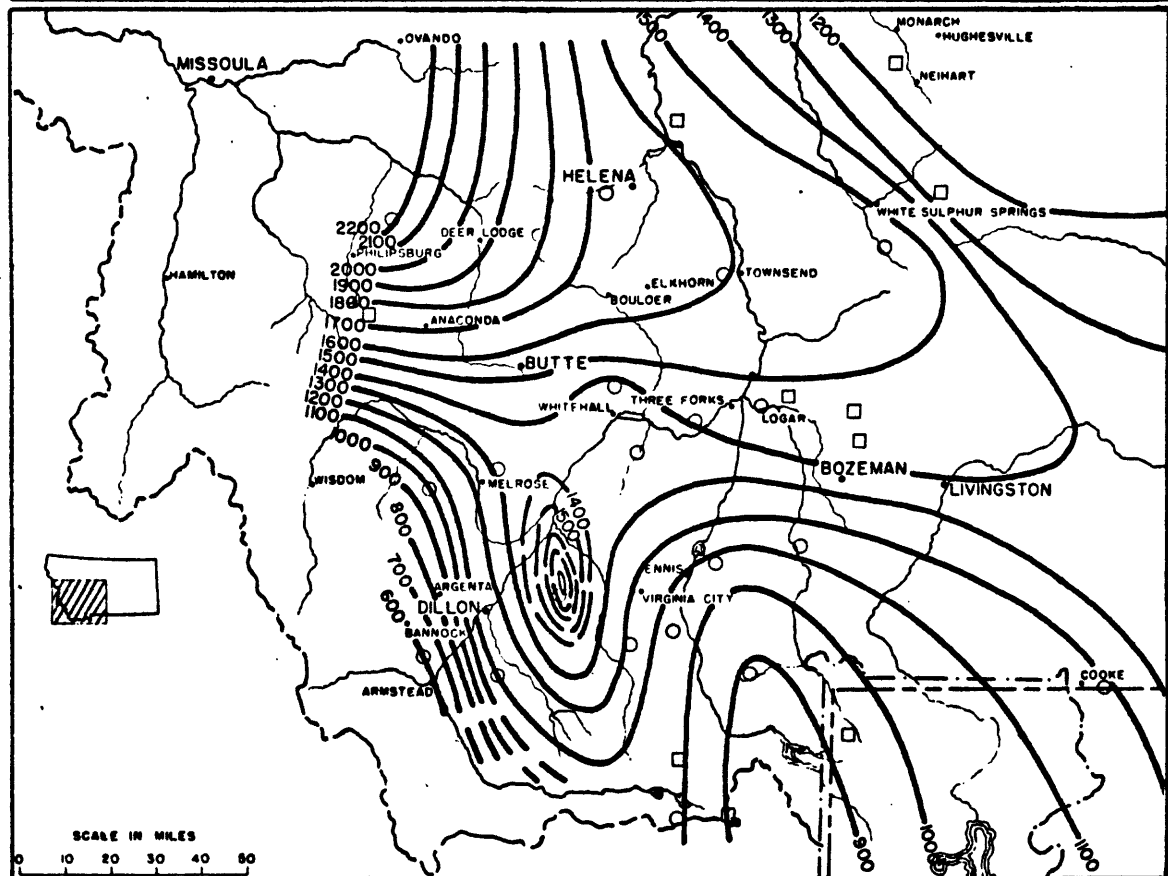 1500
1400
1300
1200
MONARCH
HUGHESVILLE
OVANDO
MISSOULA
NEIHART
HELENA
WHITE SULPHUR SPRINGS
2200
2100
DEER LODGE
PHILIPSBURG
2000
HAMILTON
1900
ELKHORN
TOWNSEND
1800
BOULDER
1700
ANACONDA
1600
1500
BUTTE
1400
1300
1200
WHITEHALL
THREE FORKS
1100
LOGAR
1000
900
BOZEMAN
WISDOM
MELROSE
LIVINGSTON
1400
1500
800
700
ENNIS
ARGENTA
VIRGINIA CITY
600
DILLON
BANNOCK
ARMSTEAD
COOKE
SCALE IN MILES
0 10 20 30 40 50
900
1000
1100